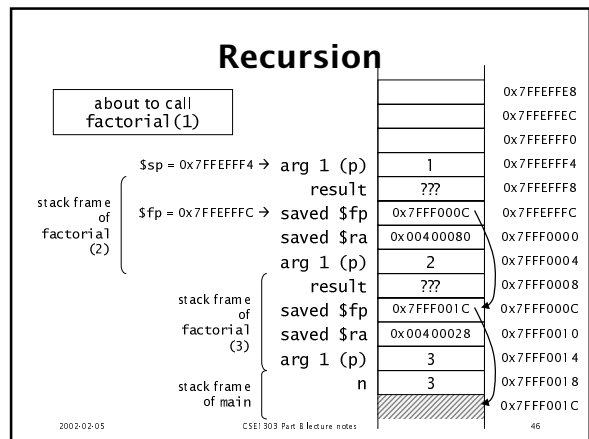 Recursion
about to call
factorial(1)
0x7FFEFFE8
0x7FFEFFEC
0x7FFEFFF0
$sp = 0x7FFEFFF4 → arg 1 (p) 1 0x7FFEFFF4
result ??? 0x7FFEFFF8
stack frame
of
factorial
(2)
$fp = 0x7FFEFFFC → saved $fp 0x7FFF000C 0x7FFEFFFC
saved $ra 0x00400080 0x7FFF0000
arg 1 (p) 2 0x7FFF0004
result ??? 0x7FFF0008
stack frame
of
factorial
(3)
saved $fp 0x7FFF001C 0x7FFF000C
saved $ra 0x00400028 0x7FFF0010
arg 1 (p) 3 0x7FFF0014
stack frame
of main
n 3 0x7FFF0018
0x7FFF001C
2002-02-05 CSE1303 Part B lecture notes 46